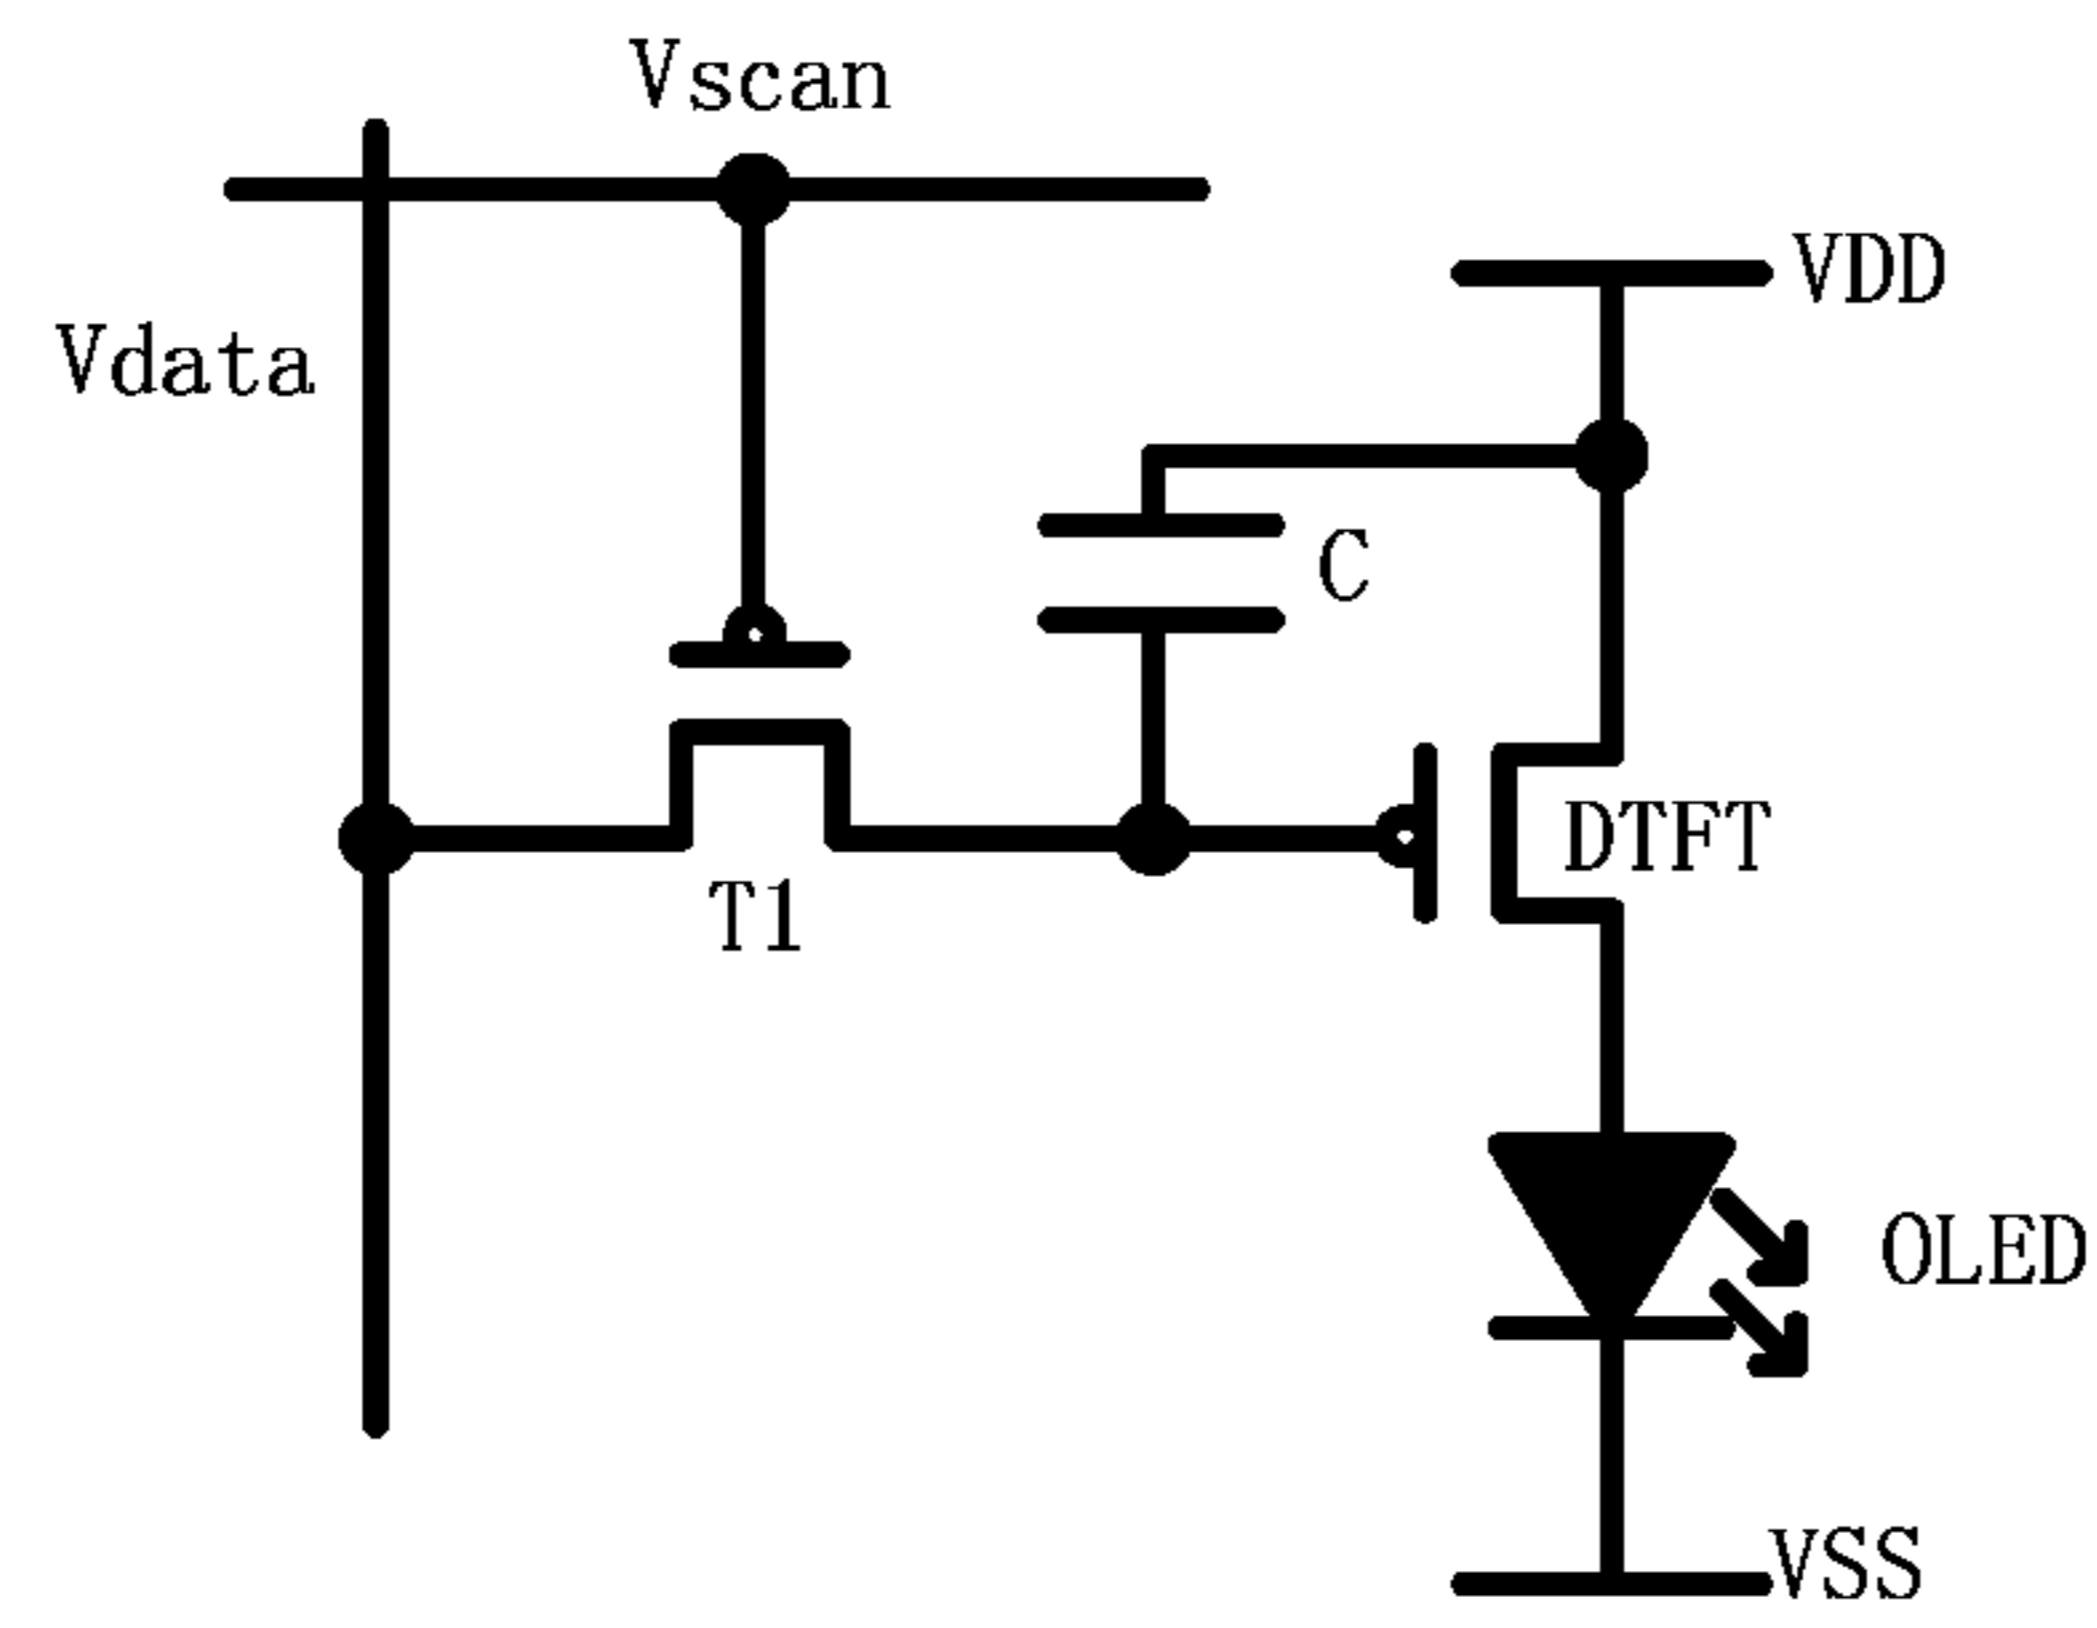 Vscan
VDD
Vdata
C
DTFT
T1
OLED
VSS